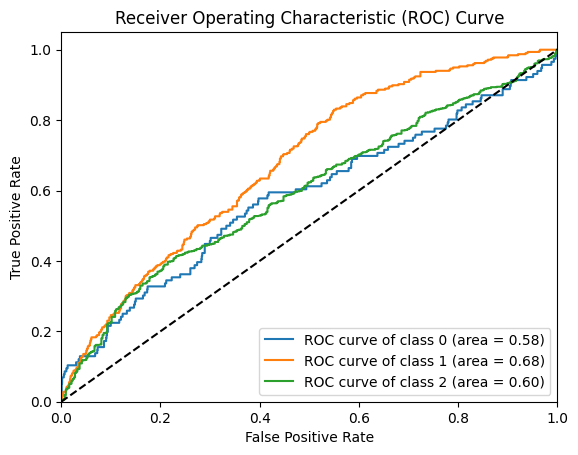 Receiver Operating Characteristic (ROC) Curve
True Positive Rate
1.0
0.8
0.6
0.4
0.2
0.0
ROC curve of class 0 (area = 0.58)
ROC curve of class 1 (area = 0.68)
ROC curve of class 2 (area = 0.60)
0.0 0.2 0.4 0.6 0.8 1.0
False Positive Rate